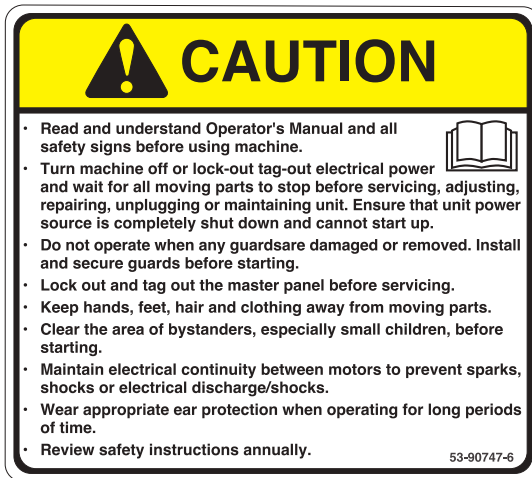 CAUTION
· Read and understand Operator's Manual and all
safety signs before using machine.
· Turn machine off or lock-out tag-out electrical power
and wait for all moving parts to stop before servicing, adjusting,
repairing, unplugging or maintaining unit. Ensure that unit power
source is completely shut down and cannot start up.
· Do not operate when any guardsare damaged or removed. Install
and secure guards before starting.
· Lock out and tag out the master panel before servicing.
· Keep hands, feet, hair and clothing away from moving parts.
· Clear the area of bystanders, especially small children, before
starting.
· Maintain electrical continuity between motors to prevent sparks,
shocks or electrical discharge/shocks.
· Wear appropriate ear protection when operating for long periods
of time.
· Review safety instructions annually.
53-90747-6